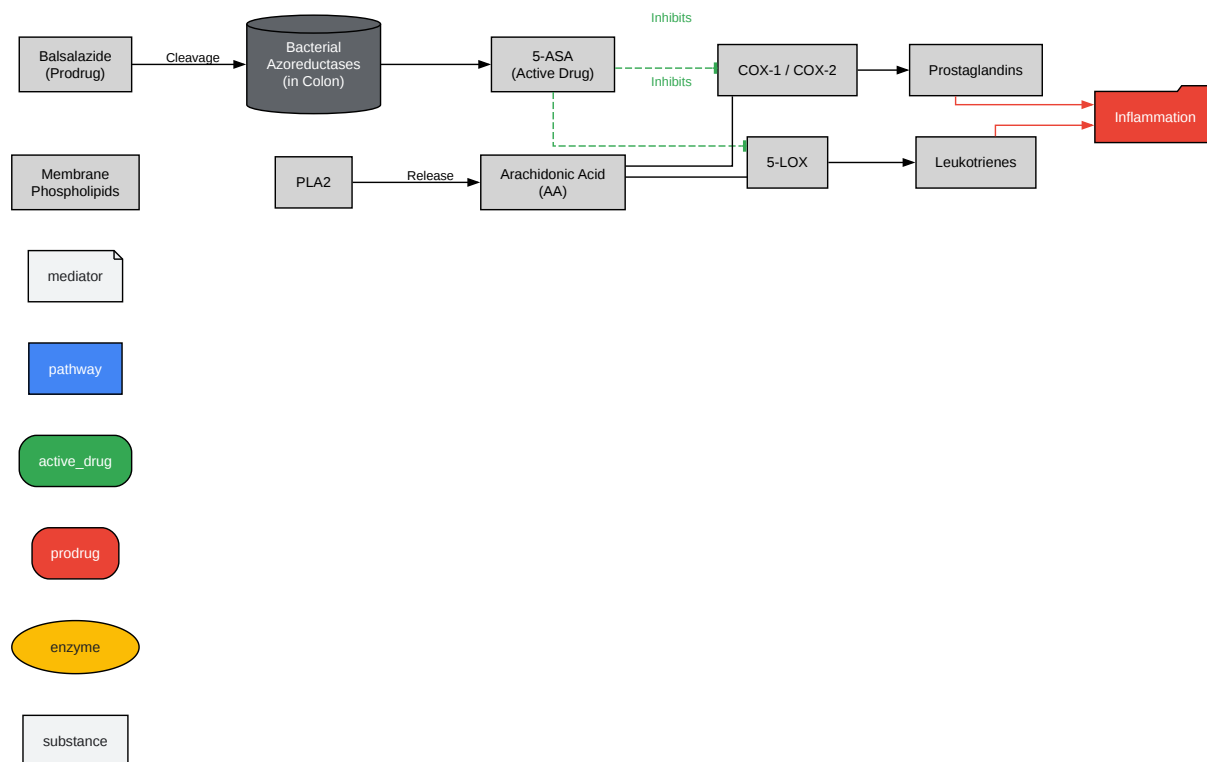 Inhibits
Balsalazide
(Prodrug)
Cleavage
Bacterial
Azoreductases
(in Colon)
5-ASA
(Active Drug)
Inhibits
COX-1 / COX-2
Prostaglandins
Inflammation
Membrane
Phospholipids
PLA2
Release
Arachidonic Acid
(AA)
5-LOX
Leukotrienes
mediator
pathway
active_drug
prodrug
enzyme
substance